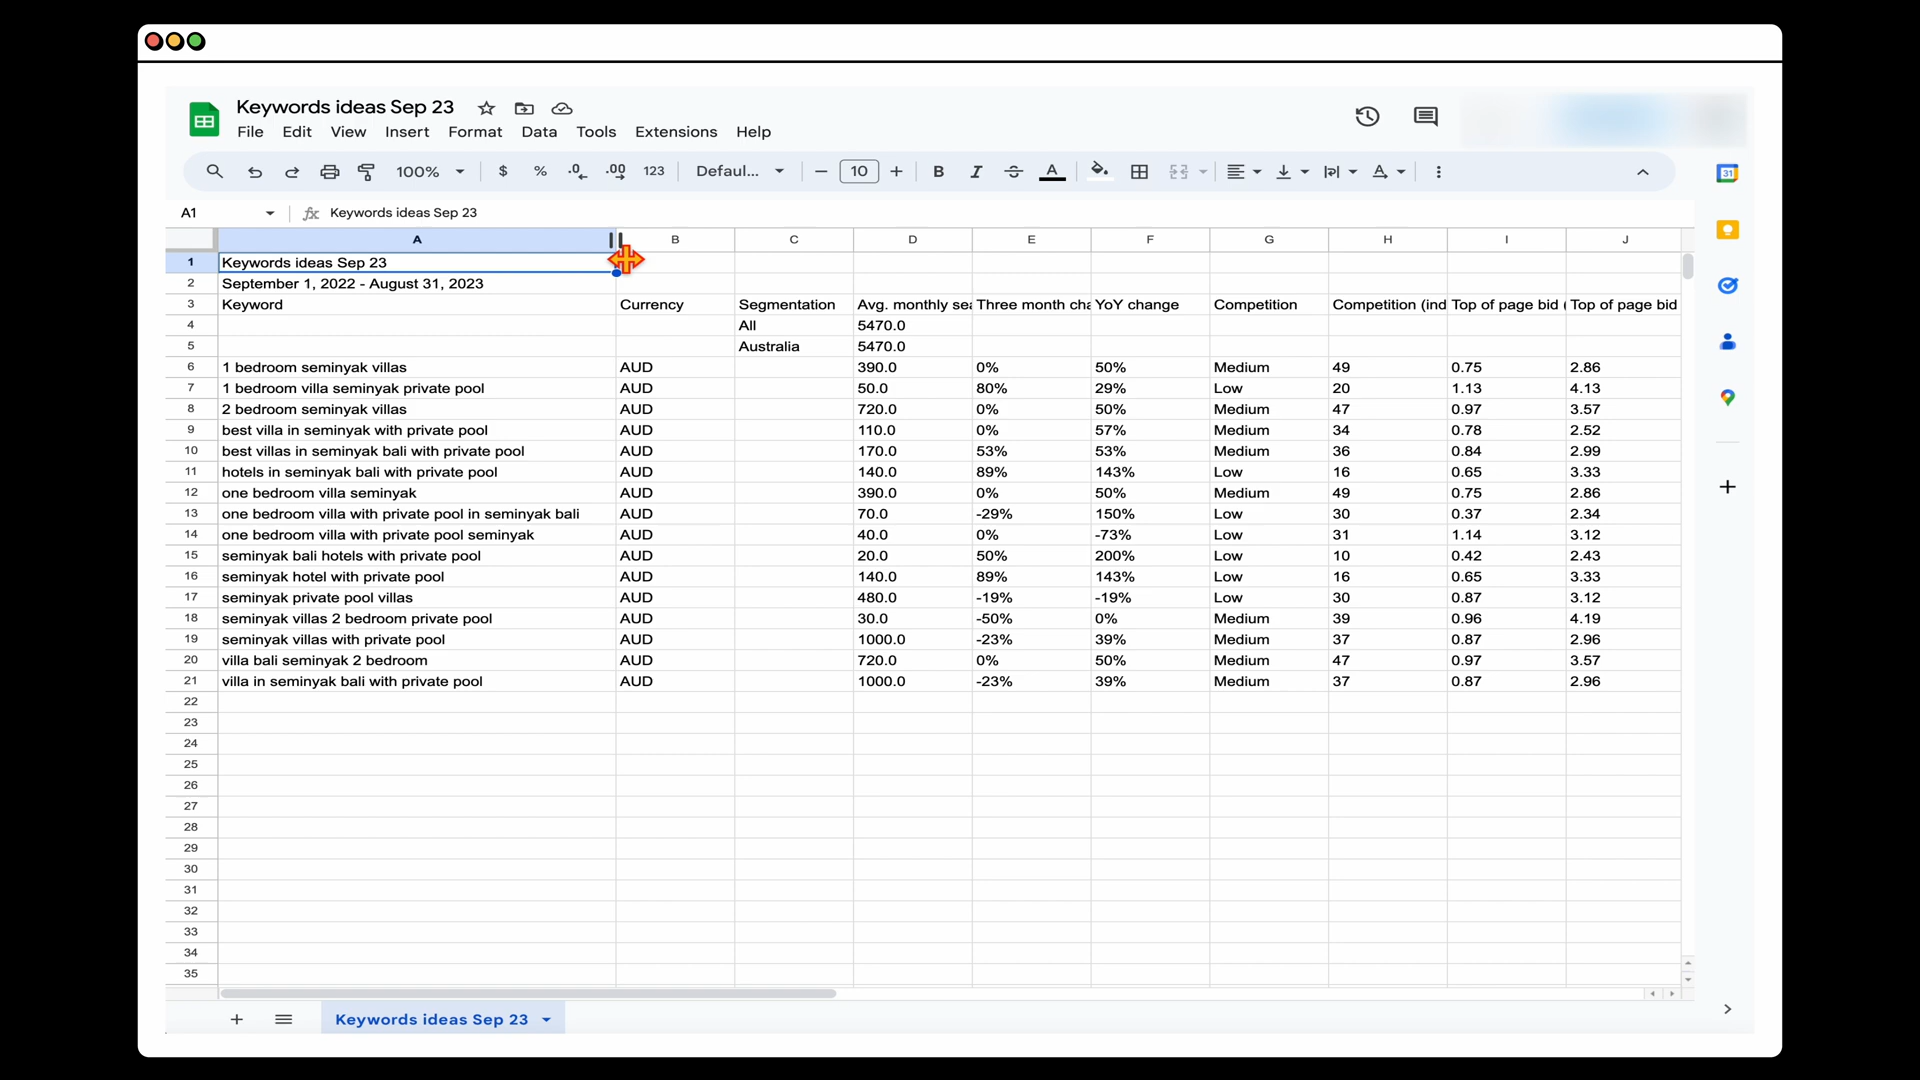 Keywords ideas Sep 23
File Edit View Insert Format Data Tools Extensions Help
100% $ % .0 .00 123 Defaul... 10 B I A
31
A1 fx Keywords ideas Sep 23
A B C D E F G H I J
1 Keywords ideas Sep 23
2 September 1, 2022 - August 31, 2023
3 Keyword Currency Segmentation Avg. monthly sea Three month cha YoY change Competition Competition (ind Top of page bid ( Top of page bid
4 All 5470.0
5 Australia 5470.0
6 1 bedroom seminyak villas AUD 390.0 0% 50% Medium 49 0.75 2.86
7 1 bedroom villa seminyak private pool AUD 50.0 80% 29% Low 20 1.13 4.13
8 2 bedroom seminyak villas AUD 720.0 0% 50% Medium 47 0.97 3.57
9 best villa in seminyak with private pool AUD 110.0 0% 57% Medium 34 0.78 2.52
10 best villas in seminyak bali with private pool AUD 170.0 53% 53% Medium 36 0.84 2.99
11 hotels in seminyak bali with private pool AUD 140.0 89% 143% Low 16 0.65 3.33
12 one bedroom villa seminyak AUD 390.0 0% 50% Medium 49 0.75 2.86
13 one bedroom villa with private pool in seminyak bali AUD 70.0 -29% 150% Low 30 0.37 2.34
14 one bedroom villa with private pool seminyak AUD 40.0 0% -73% Low 31 1.14 3.12
15 seminyak bali hotels with private pool AUD 20.0 50% 200% Low 10 0.42 2.43
16 seminyak hotel with private pool AUD 140.0 89% 143% Low 16 0.65 3.33
17 seminyak private pool villas AUD 480.0 -19% -19% Low 30 0.87 3.12
18 seminyak villas 2 bedroom private pool AUD 30.0 -50% 0% Medium 39 0.96 4.19
19 seminyak villas with private pool AUD 1000.0 -23% 39% Medium 37 0.87 2.96
20 villa bali seminyak 2 bedroom AUD 720.0 0% 50% Medium 47 0.97 3.57
21 villa in seminyak bali with private pool AUD 1000.0 -23% 39% Medium 37 0.87 2.96
22
23
24
25
26
27
28
29
30
31
32
33
34
35
Keywords ideas Sep 23